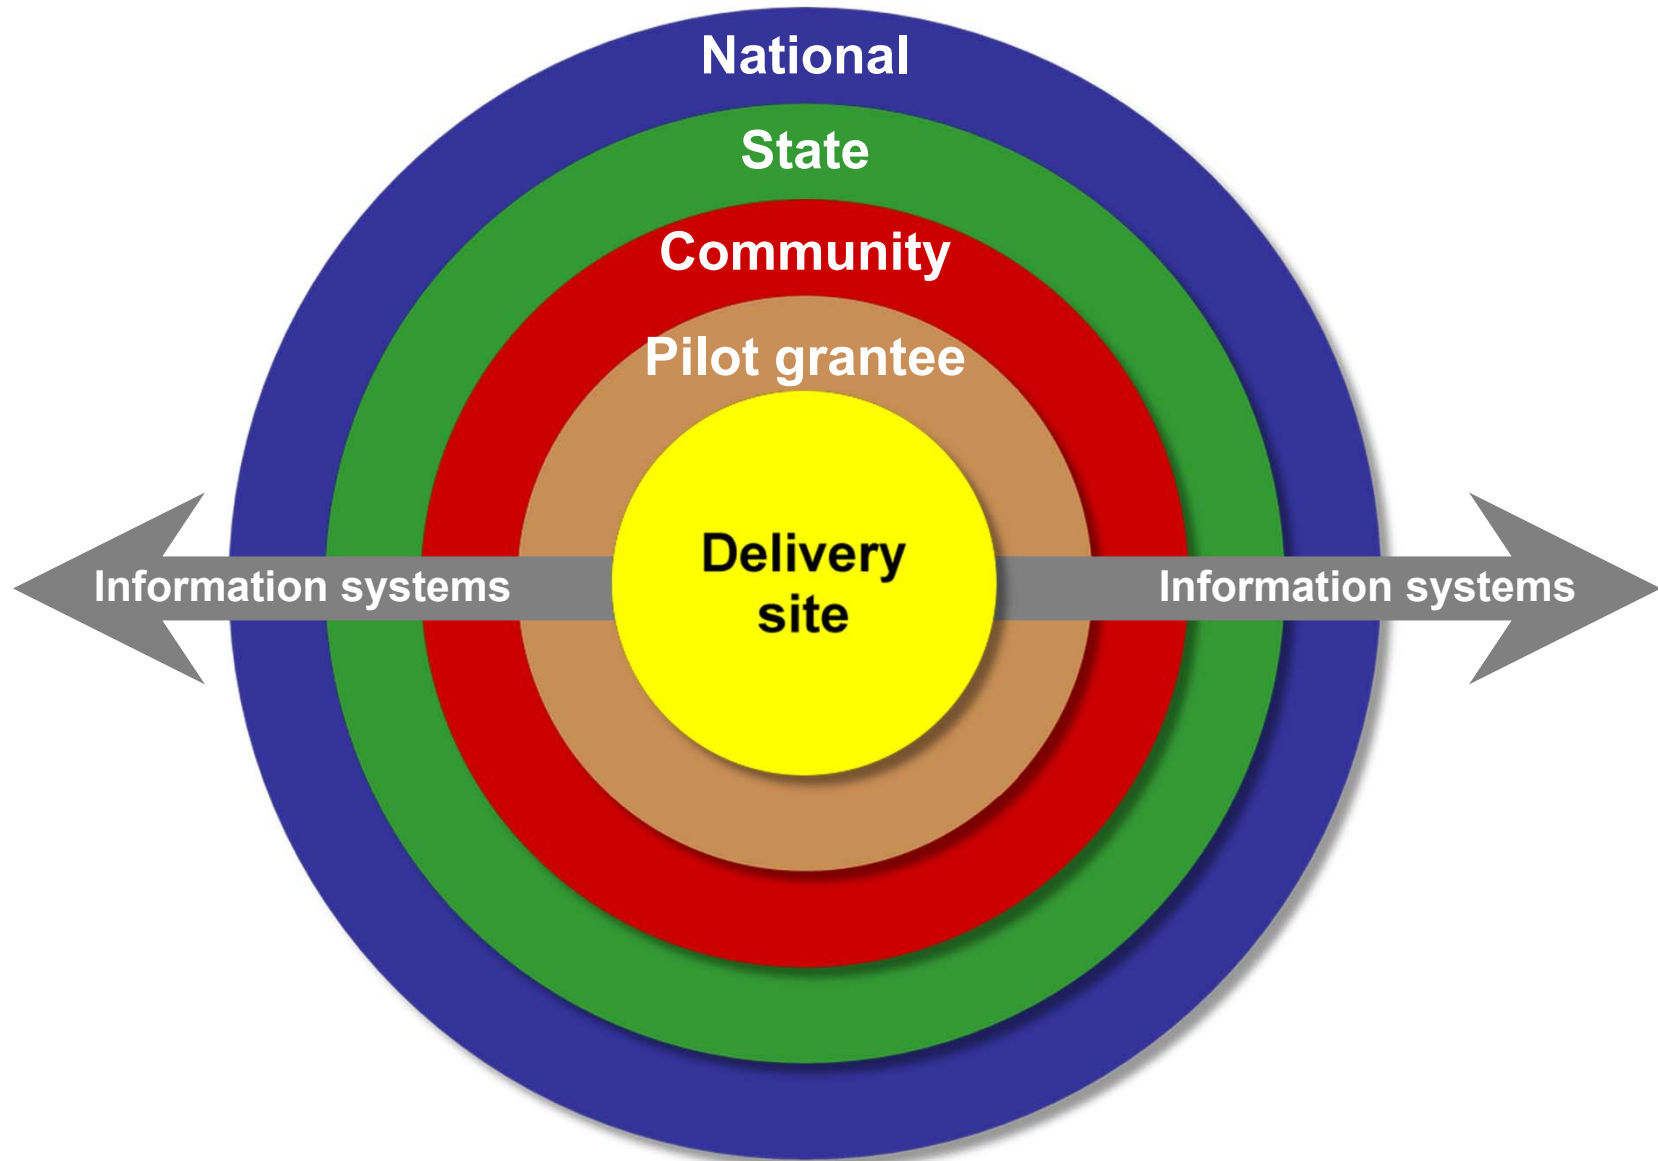 National
State
Community
Pilot grantee
Delivery
site
Information systems
Information systems